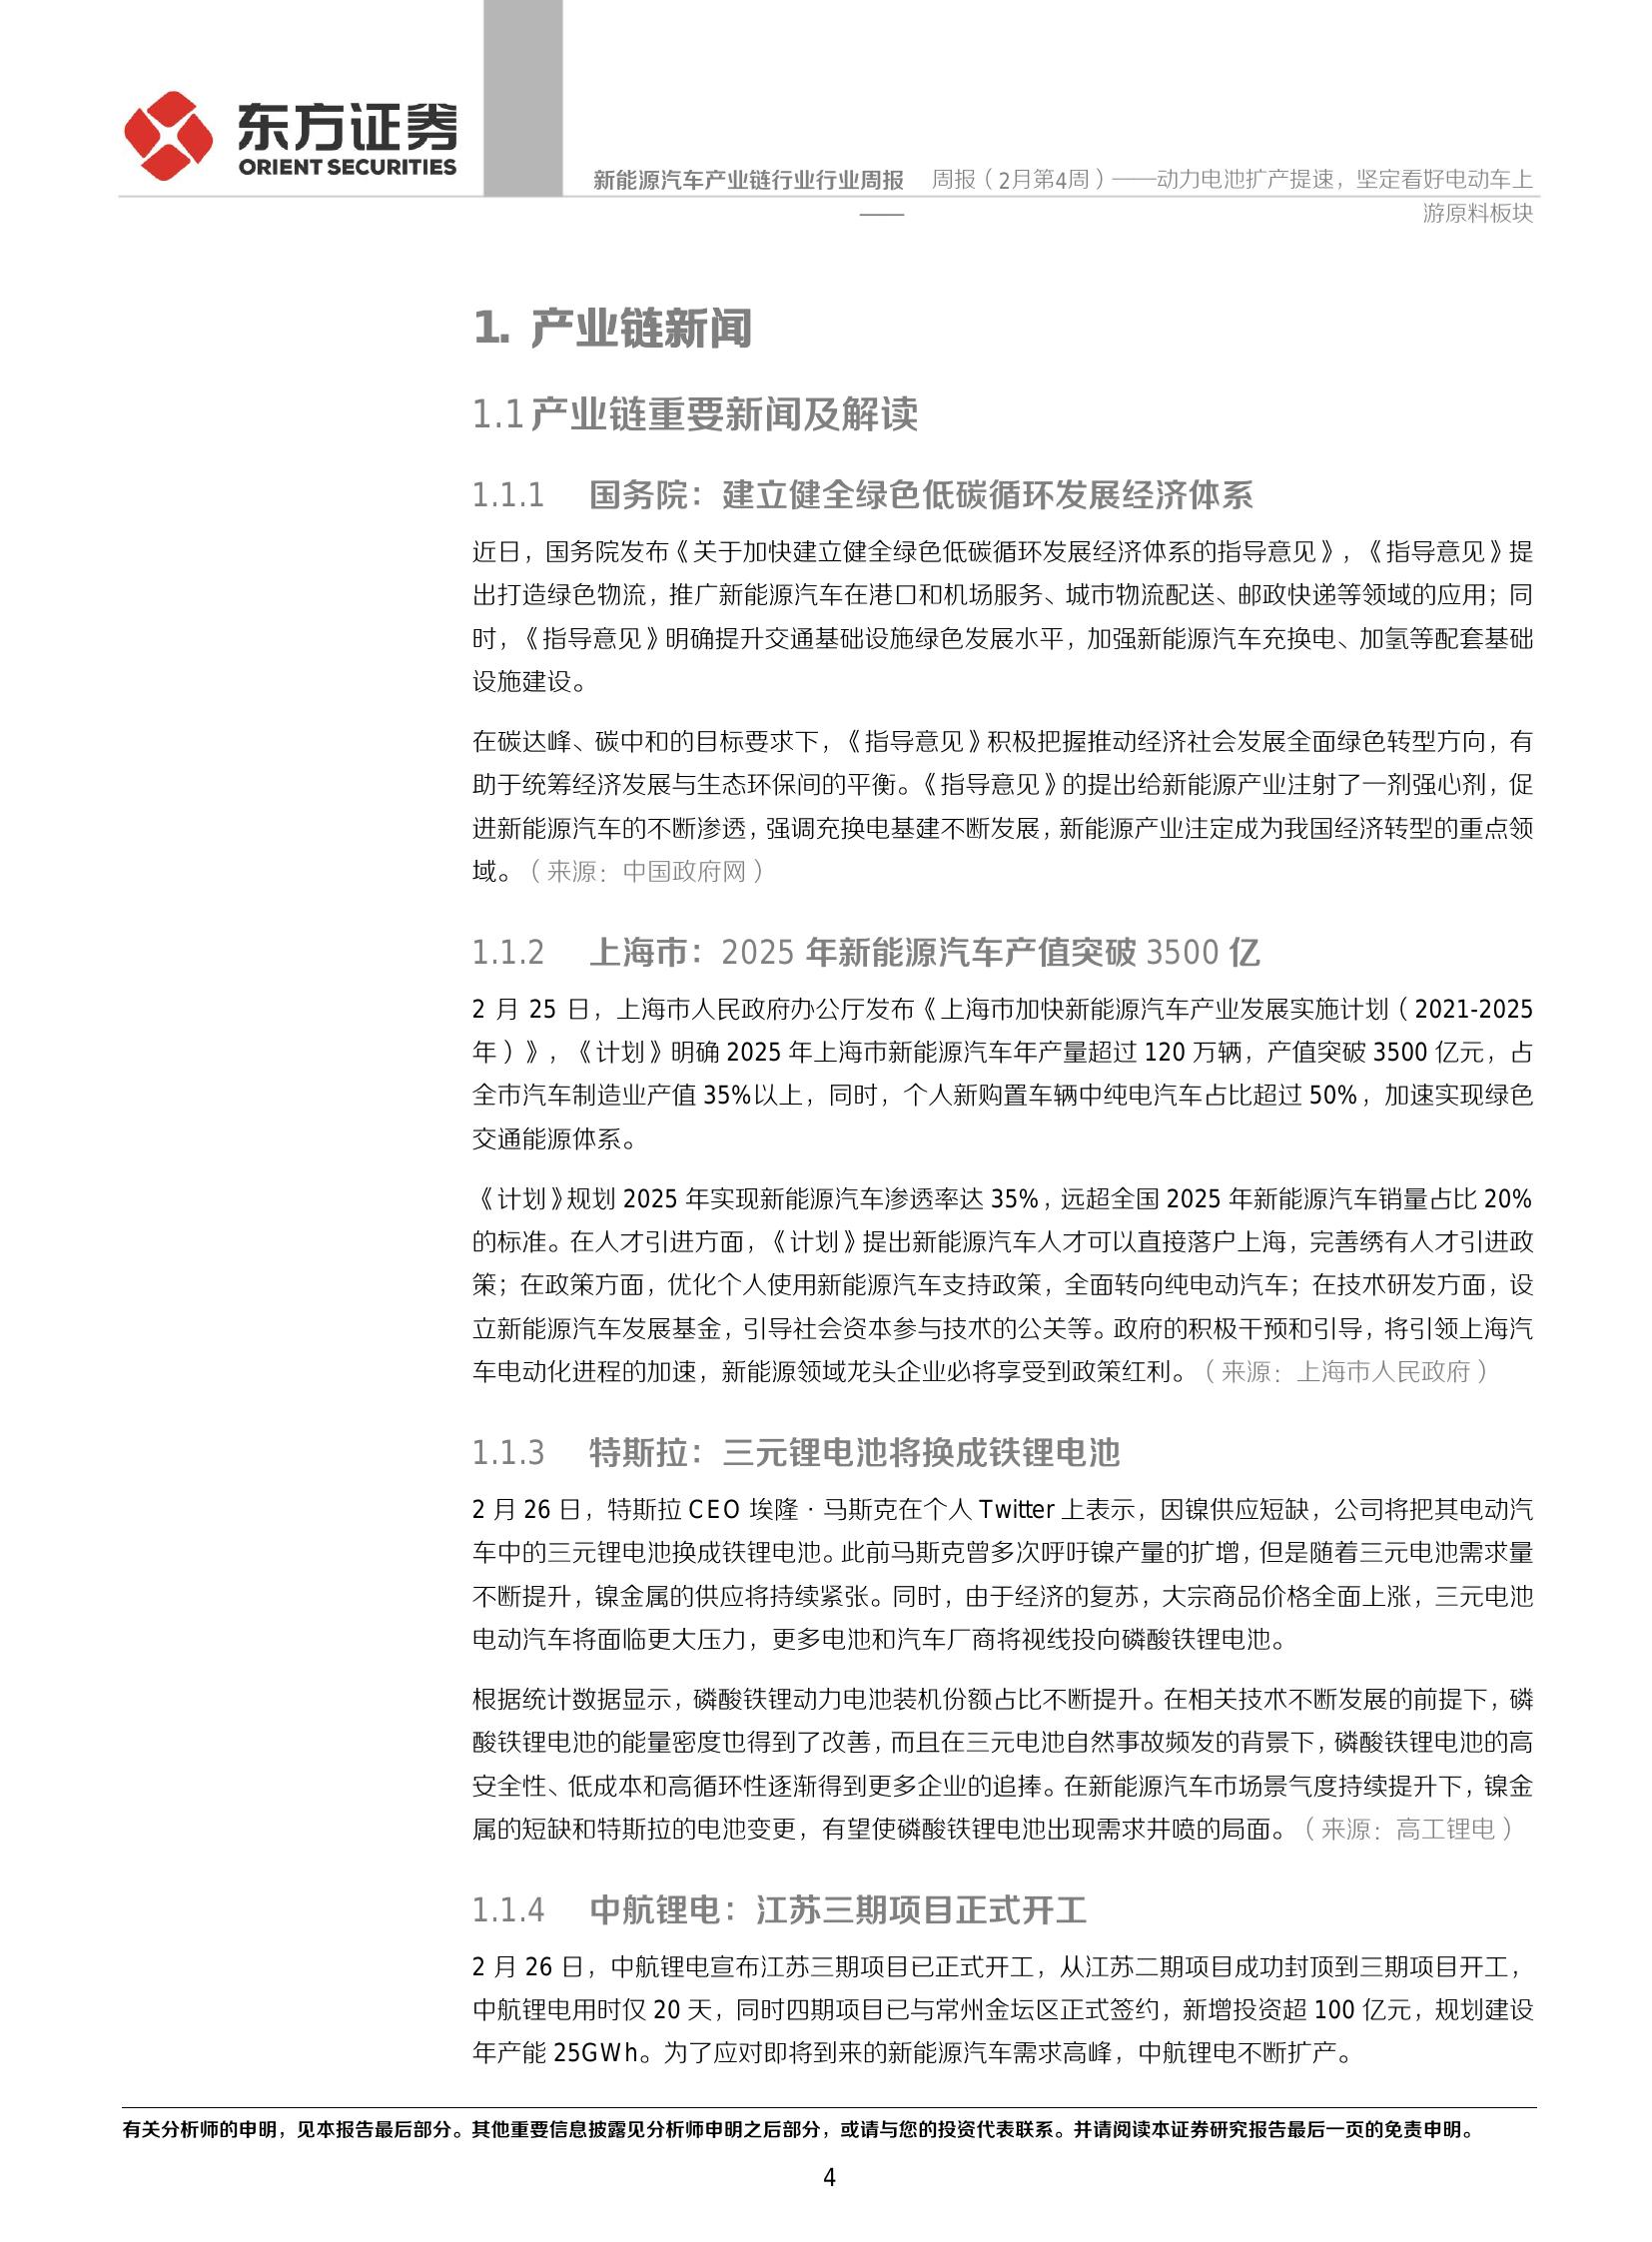 东方证券
ORIENT SECURITIES
新能源汽车产业链行业行业周报 周报（2月第4周）——动力电池扩产提速，坚定看好电动车上
—— 游原料板块
1. 产业链新闻
1.1产业链重要新闻及解读
1.1.1 国务院：建立健全绿色低碳循环发展经济体系
近日，国务院发布《关于加快建立健全绿色低碳循环发展经济体系的指导意见》，《指导意见》提
出打造绿色物流，推广新能源汽车在港口和机场服务、城市物流配送、邮政快递等领域的应用；同
时，《指导意见》明确提升交通基础设施绿色发展水平，加强新能源汽车充换电、加氢等配套基础
设施建设。
在碳达峰、碳中和的目标要求下，《指导意见》积极把握推动经济社会发展全面绿色转型方向，有
助于统筹经济发展与生态环保间的平衡。《指导意见》的提出给新能源产业注射了一剂强心剂，促
进新能源汽车的不断渗透，强调充换电基建不断发展，新能源产业注定成为我国经济转型的重点领
域。（来源：中国政府网）
1.1.2 上海市：2025 年新能源汽车产值突破 3500 亿
2 月 25 日，上海市人民政府办公厅发布《上海市加快新能源汽车产业发展实施计划（2021-2025
年）》，《计划》明确 2025 年上海市新能源汽车年产量超过 120 万辆，产值突破 3500 亿元，占
全市汽车制造业产值 35%以上，同时，个人新购置车辆中纯电汽车占比超过 50%，加速实现绿色
交通能源体系。
《计划》规划 2025 年实现新能源汽车渗透率达 35%，远超全国 2025 年新能源汽车销量占比 20%
的标准。在人才引进方面，《计划》提出新能源汽车人才可以直接落户上海，完善绣有人才引进政
策；在政策方面，优化个人使用新能源汽车支持政策，全面转向纯电动汽车；在技术研发方面，设
立新能源汽车发展基金，引导社会资本参与技术的公关等。政府的积极干预和引导，将引领上海汽
车电动化进程的加速，新能源领域龙头企业必将享受到政策红利。（来源：上海市人民政府）
1.1.3 特斯拉：三元锂电池将换成铁锂电池
2 月 26 日，特斯拉 CEO 埃隆·马斯克在个人 Twitter 上表示，因镍供应短缺，公司将把其电动汽
车中的三元锂电池换成铁锂电池。此前马斯克曾多次呼吁镍产量的扩增，但是随着三元电池需求量
不断提升，镍金属的供应将持续紧张。同时，由于经济的复苏，大宗商品价格全面上涨，三元电池
电动汽车将面临更大压力，更多电池和汽车厂商将视线投向磷酸铁锂电池。
根据统计数据显示，磷酸铁锂动力电池装机份额占比不断提升。在相关技术不断发展的前提下，磷
酸铁锂电池的能量密度也得到了改善，而且在三元电池自然事故频发的背景下，磷酸铁锂电池的高
安全性、低成本和高循环性逐渐得到更多企业的追捧。在新能源汽车市场景气度持续提升下，镍金
属的短缺和特斯拉的电池变更，有望使磷酸铁锂电池出现需求井喷的局面。（来源：高工锂电）
1.1.4 中航锂电：江苏三期项目正式开工
2 月 26 日，中航锂电宣布江苏三期项目已正式开工，从江苏二期项目成功封顶到三期项目开工，
中航锂电用时仅 20 天，同时四期项目已与常州金坛区正式签约，新增投资超 100 亿元，规划建设
年产能 25GWh。为了应对即将到来的新能源汽车需求高峰，中航锂电不断扩产。
有关分析师的申明，见本报告最后部分。其他重要信息披露见分析师申明之后部分，或请与您的投资代表联系。并请阅读本证券研究报告最后一页的免责申明。
4